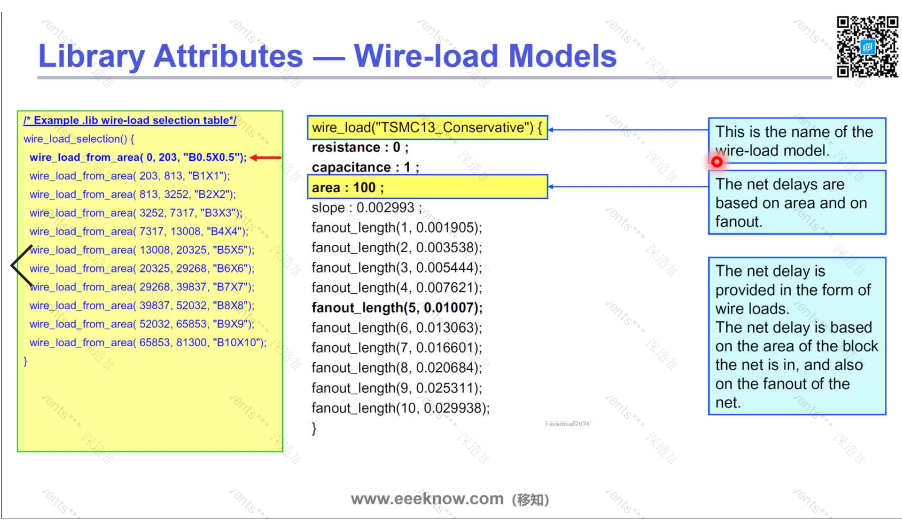 Library Attributes — Wire-load Models
/* Example .lib wire-load selection table*/
wire_load_selection() {
wire_load_from_area( 0, 203, "B0.5X0.5");
wire_load_from_area( 203, 813, "B1X1");
wire_load_from_area( 813, 3252, "B2X2");
wire_load_from_area( 3252, 7317, "B3X3");
wire_load_from_area( 7317, 13008, "B4X4");
wire_load_from_area( 13008, 20325, "B5X5");
wire_load_from_area( 20325, 29268, "B6X6");
wire_load_from_area( 29268, 39837, "B7X7");
wire_load_from_area( 39837, 52032, "B8X8");
wire_load_from_area( 52032, 65853, "B9X9");
wire_load_from_area( 65853, 81300, "B10X10");
}
wire_load("TSMC13_Conservative") {
resistance : 0 ;
capacitance : 1 ;
area : 100 ;
slope : 0.002993 ;
fanout_length(1, 0.001905);
fanout_length(2, 0.003538);
fanout_length(3, 0.005444);
fanout_length(4, 0.007621);
fanout_length(5, 0.01007);
fanout_length(6, 0.013063);
fanout_length(7, 0.016601);
fanout_length(8, 0.020684);
fanout_length(9, 0.025311);
fanout_length(10, 0.029938);
}
This is the name of the
wire-load model.
The net delays are
based on area and on
fanout.
The net delay is
provided in the form of
wire loads.
The net delay is based
on the area of the block
the net is in, and also
on the fanout of the
net.
www.eeeknow.com (移知)